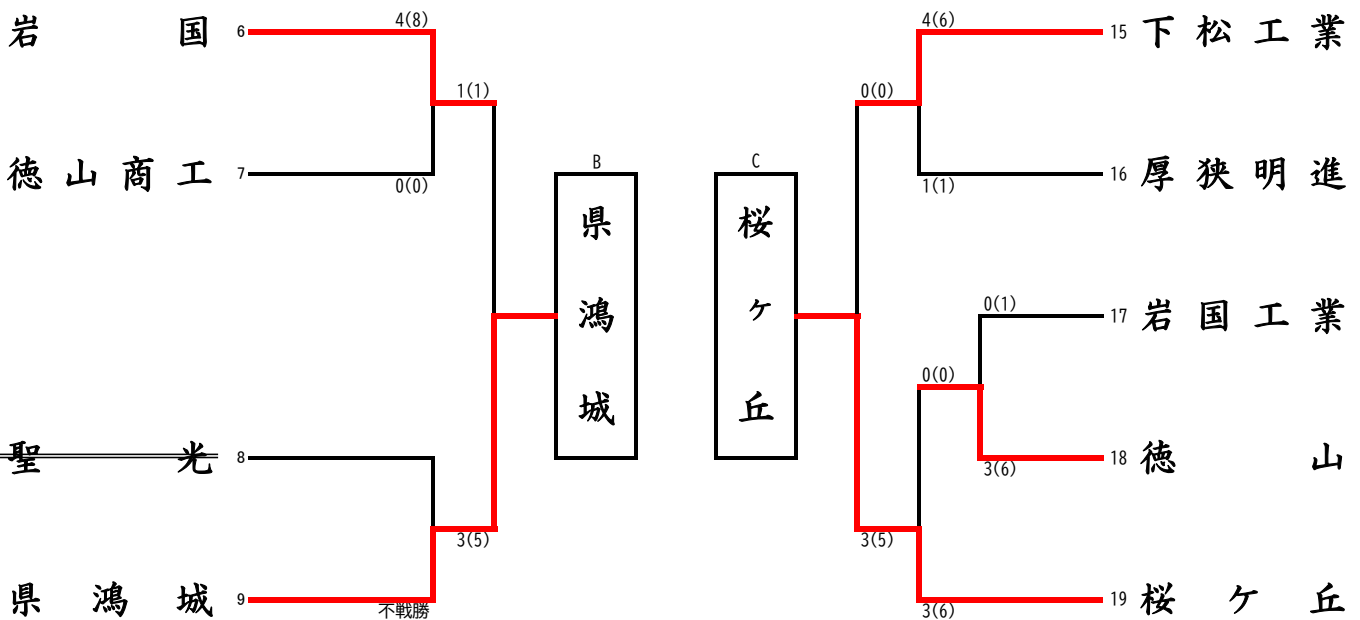 岩国 6 4(8)
1(1)
徳山商工 7 0(0)
B
県鴻城
聖光 8
3(5)
県鴻城 9 不戦勝
4(6) 15 下松工業
0(0)
1(1) 16 厚狭明進
C
桜ヶ丘
0(1) 17 岩国工業
0(0)
3(6) 18 徳山
3(5)
3(6) 19 桜ヶ丘